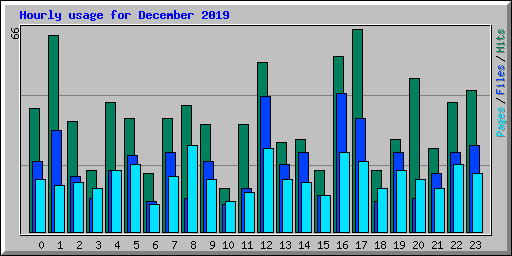 Hourly usage for December 2019
66
Pages/Files/Hits
0 1 2 3 4 5 6 7 8 9 10 11 12 13 14 15 16 17 18 19 20 21 22 23